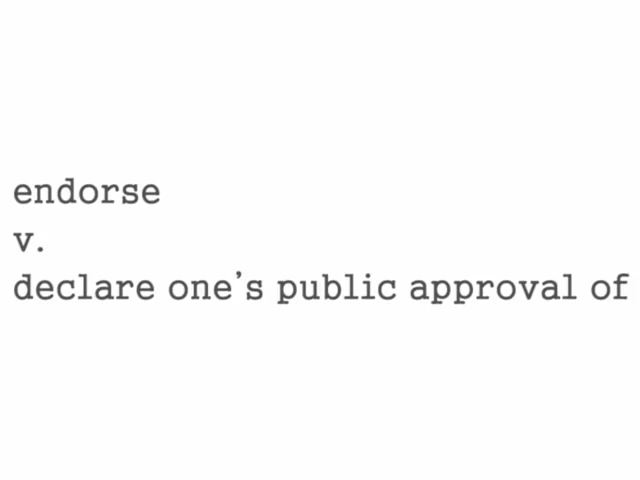 endorse
v.
declare one’s public approval of